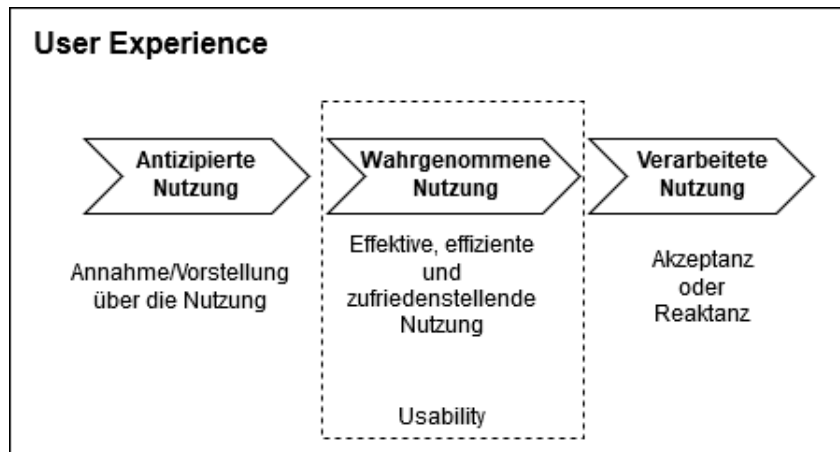 User Experience
Antizipierte
Nutzung
Annahme/Vorstellung
über die Nutzung
Wahrgenommene
Nutzung
Effektive, effiziente
und
zufriedenstellende
Nutzung
Usability
Verarbeitete
Nutzung
Akzeptanz
oder
Reaktanz